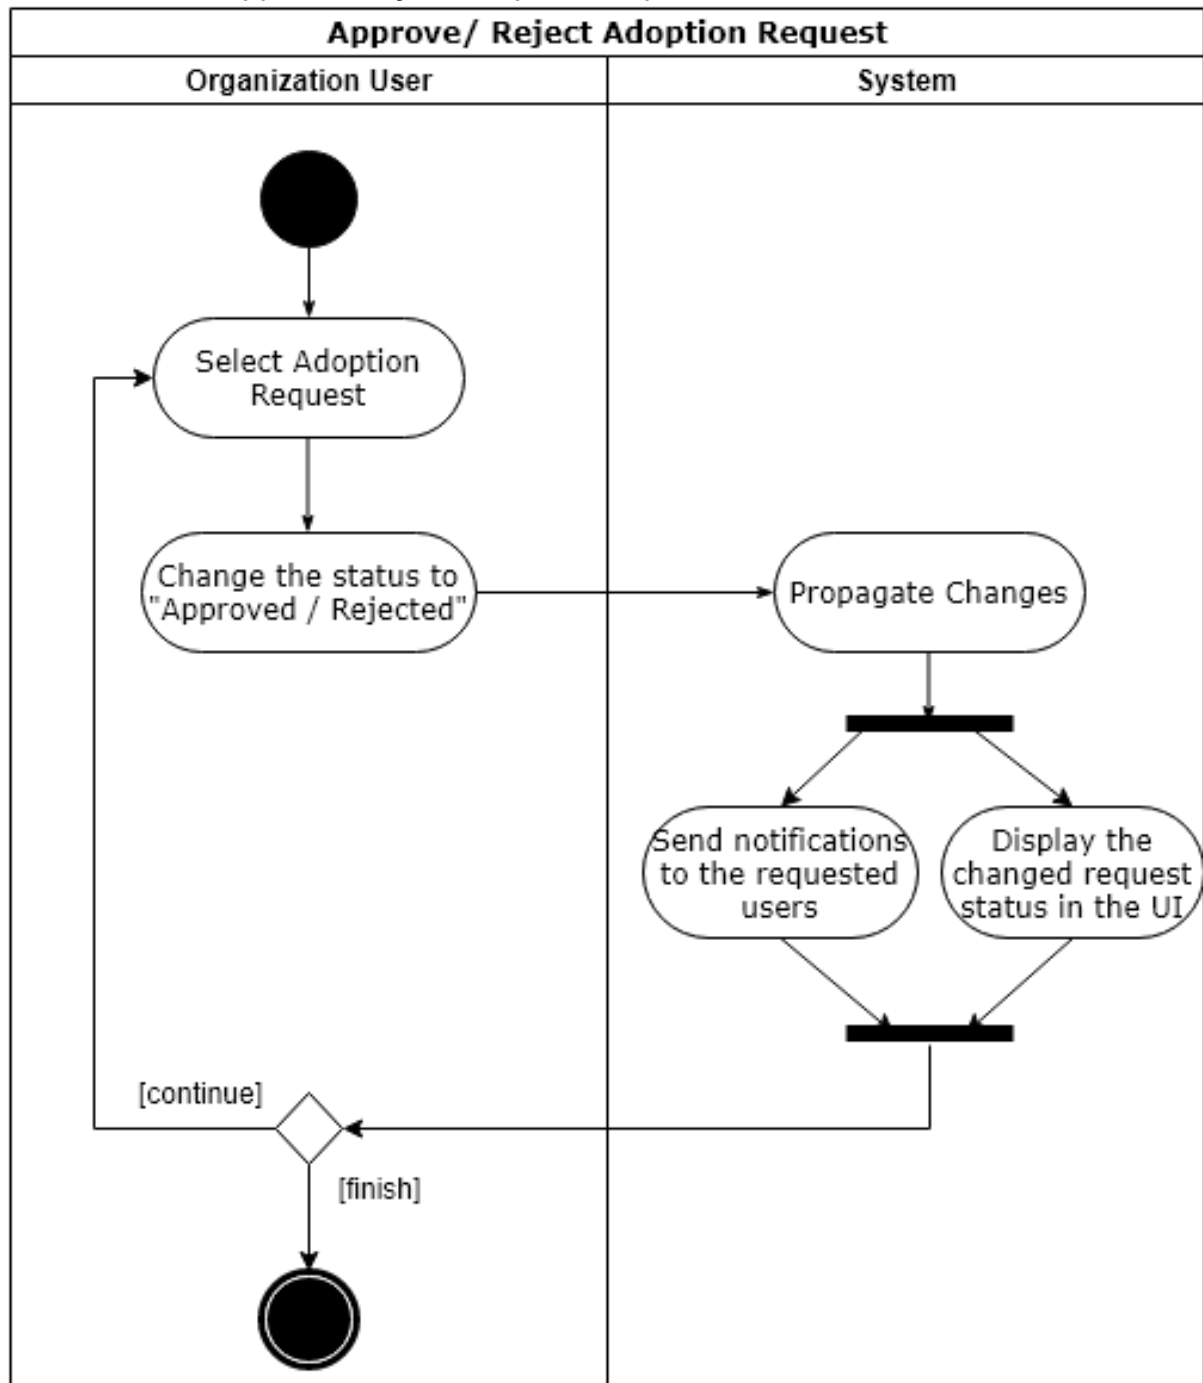 Approve/ Reject Adoption Request
Organization User
System
Select Adoption
Request
Change the status to
"Approved / Rejected"
Propagate Changes
Send notifications
to the requested
users
Display the
changed request
status in the UI
[continue]
[finish]